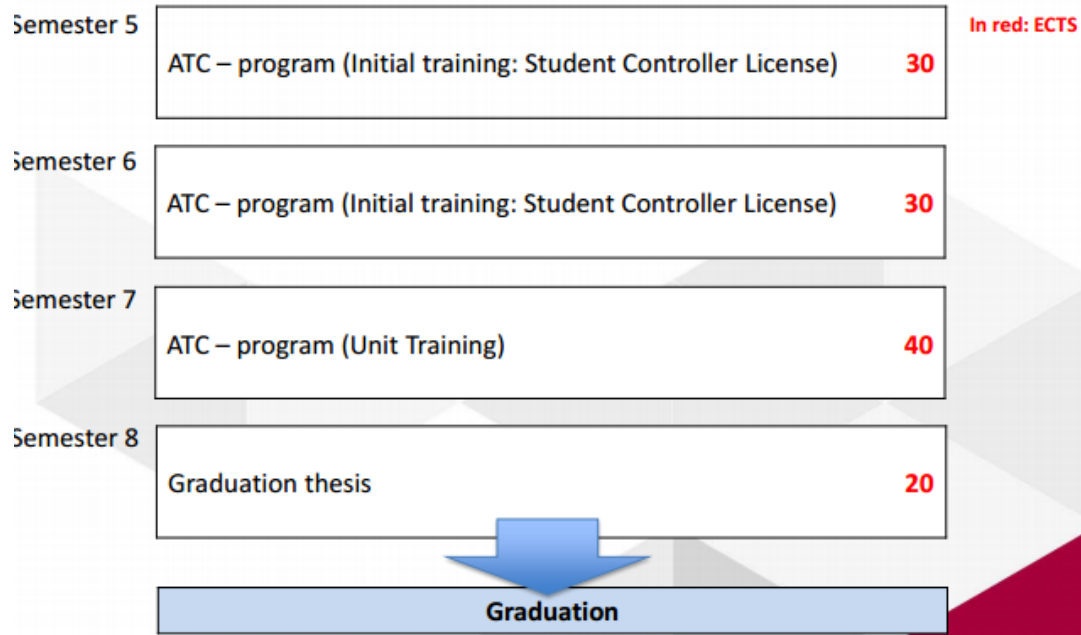 Semester 5
In red: ECTS
ATC – program (Initial training: Student Controller License) 30
Semester 6
ATC – program (Initial training: Student Controller License) 30
Semester 7
ATC – program (Unit Training) 40
Semester 8
Graduation thesis 20
Graduation